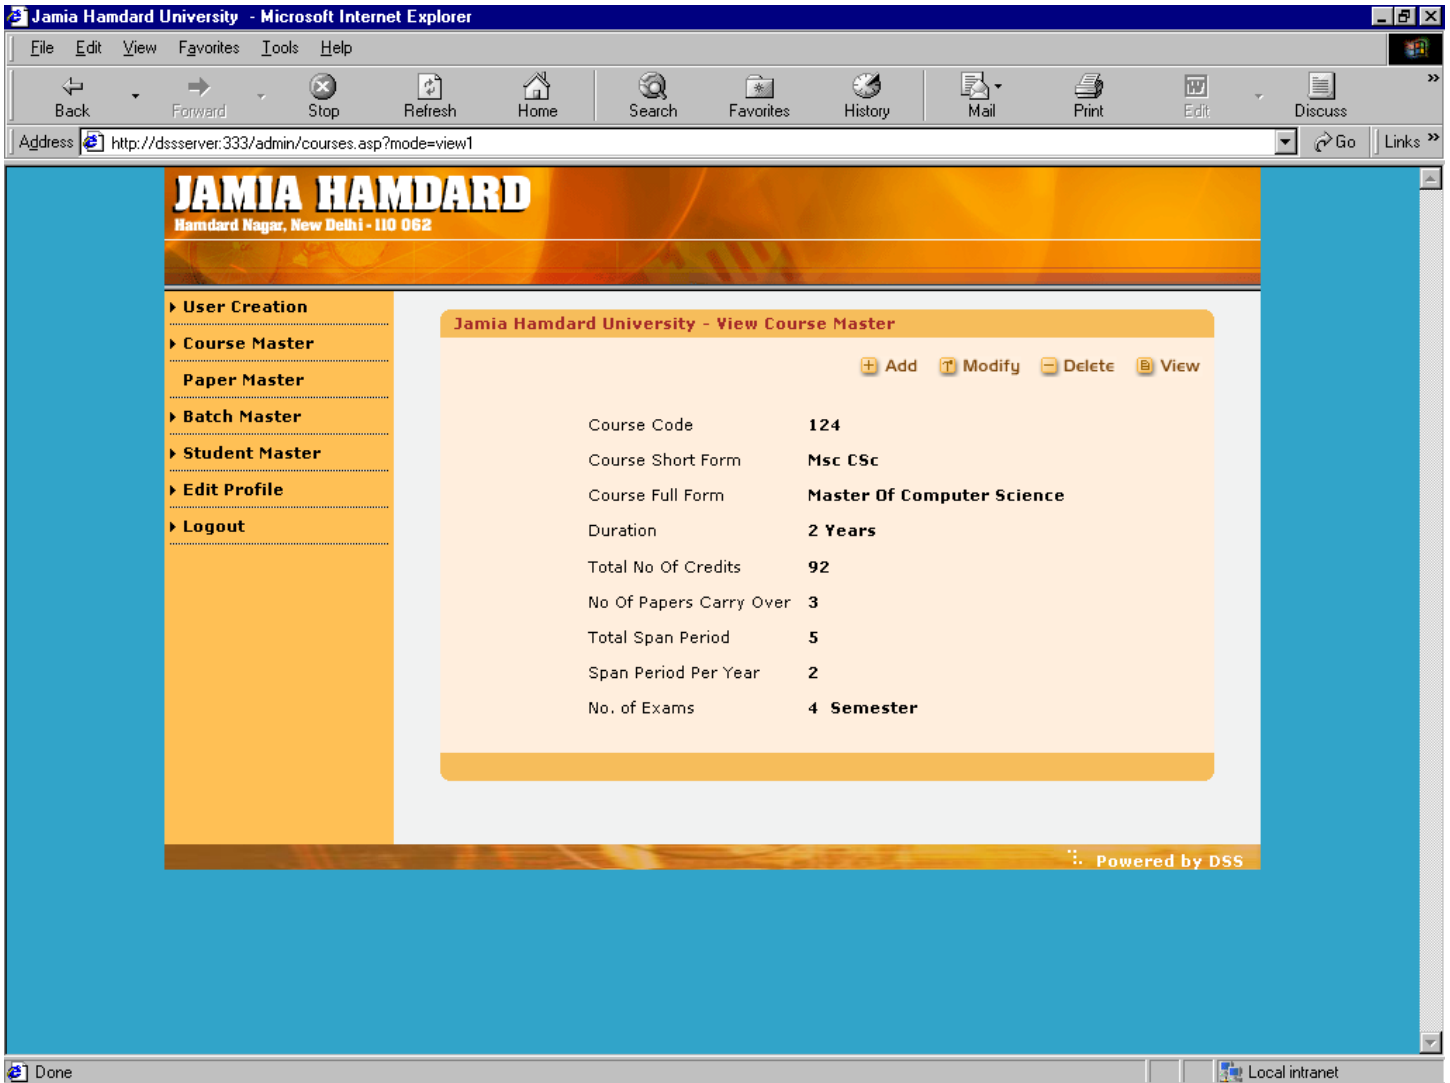 Jamia Hamdard University - Microsoft Internet Explorer
File Edit View Favorites Tools Help
Back Forward Stop Refresh Home Search Favorites History Mail Print Edit Discuss »
Address http://dssserver:333/admin/courses.asp?mode=view1 Go Links »
JAMIA HAMDARD
Hamdard Nagar, New Delhi - 110 062
User Creation
Course Master
Paper Master
Batch Master
Student Master
Edit Profile
Logout
Jamia Hamdard University - View Course Master
Add Modify Delete View
Course Code 124
Course Short Form Msc CSc
Course Full Form Master Of Computer Science
Duration 2 Years
Total No Of Credits 92
No Of Papers Carry Over 3
Total Span Period 5
Span Period Per Year 2
No. of Exams 4 Semester
Powered by DSS
Done Local intranet